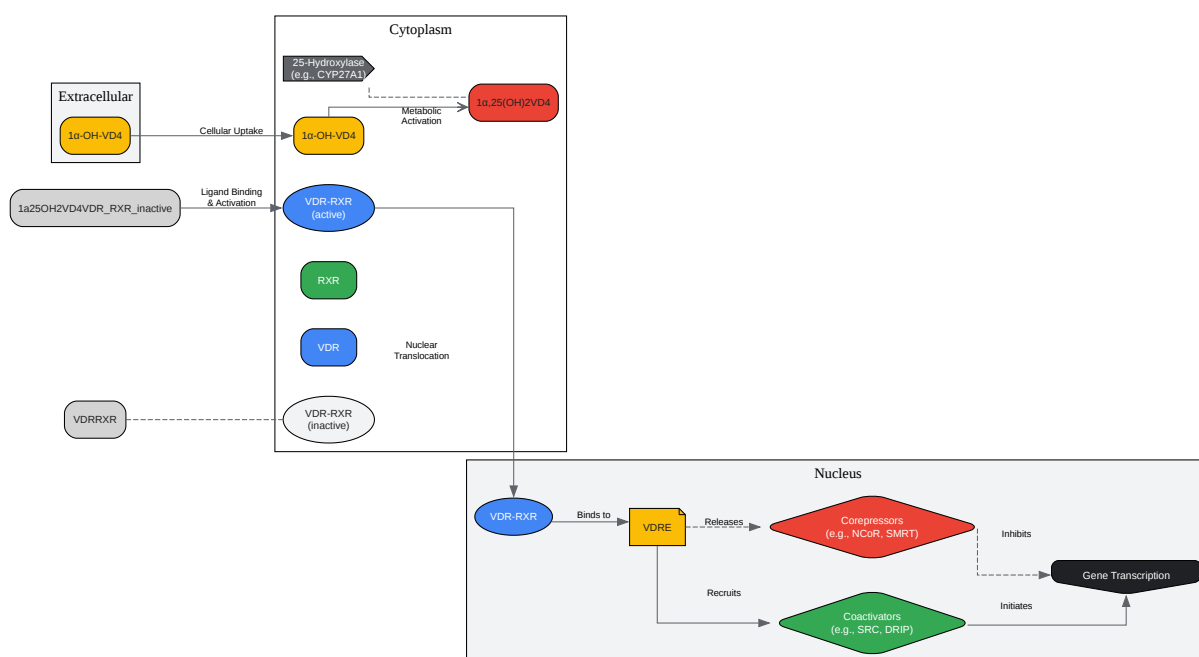 Cytoplasm
25-Hydroxylase
(e.g., CYP27A1)
Extracellular
1α,25(OH)2VD4
Metabolic
Activation
1α-OH-VD4
Cellular Uptake
1α-OH-VD4
1a25OH2VD4VDR_RXR_inactive
Ligand Binding
& Activation
VDR-RXR
(active)
RXR
VDR
Nuclear
Translocation
VDRRXR
VDR-RXR
(inactive)
Nucleus
VDR-RXR
Binds to
VDRE
Releases
Corepressors
(e.g., NCoR, SMRT)
Inhibits
Gene Transcription
Recruits
Coactivators
(e.g., SRC, DRIP)
Initiates